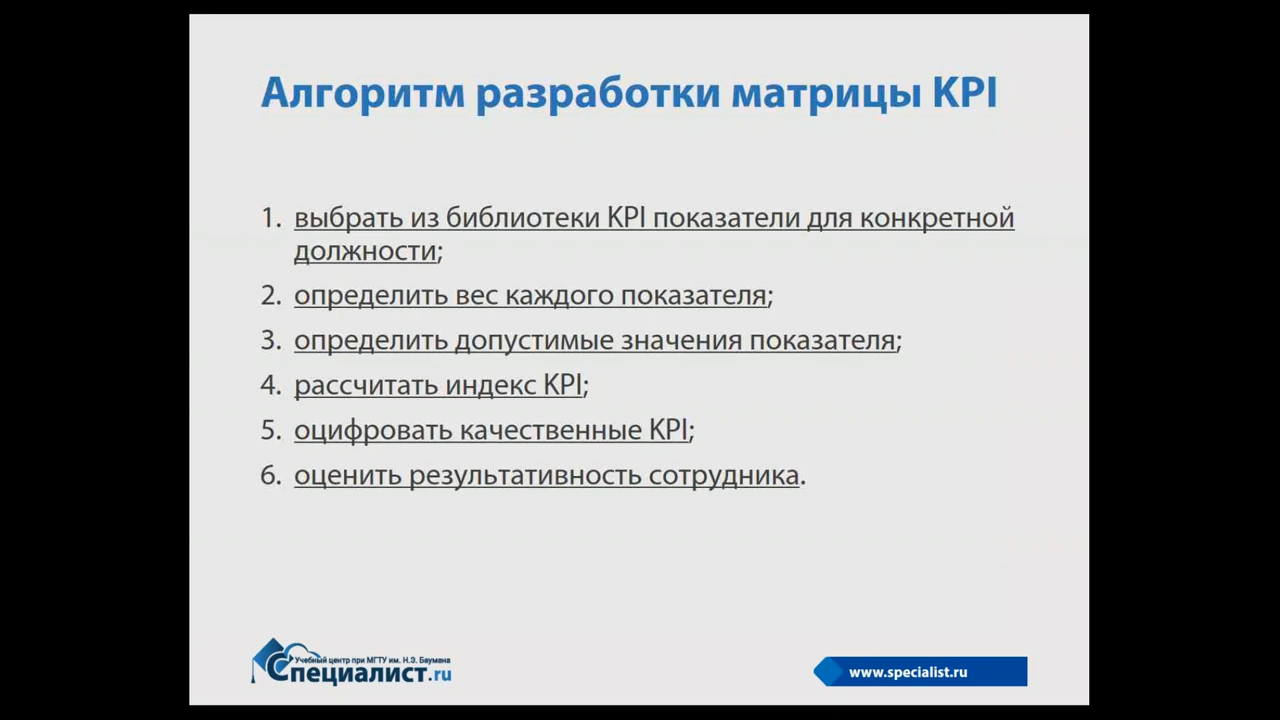 Алгоритм разработки матрицы KPI
1. выбрать из библиотеки KPI показатели для конкретной
должности;
2. определить вес каждого показателя;
3. определить допустимые значения показателя;
4. рассчитать индекс KPI;
5. оцифровать качественные KPI;
6. оценить результативность сотрудника.
Учебный центр при МГТУ им. Н.Э. Баумана
Специалист.ru
www.specialist.ru